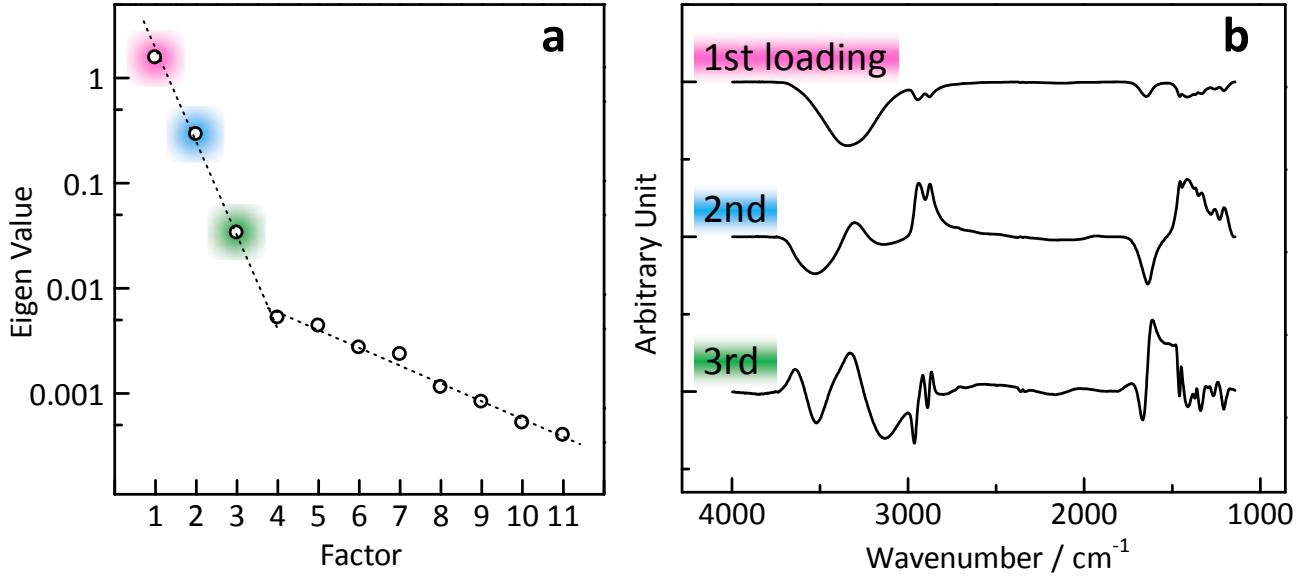 a
Eigen Value
1
0.1
0.01
0.001
1 2 3 4 5 6 7 8 9 10 11
Factor
b
1st loading
2nd
3rd
Arbitrary Unit
4000 3000 2000 1000
Wavenumber / cm⁻¹